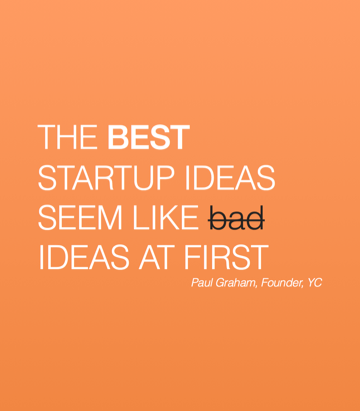 THE BEST
STARTUP IDEAS
SEEM LIKE bad
IDEAS AT FIRST
Paul Graham, Founder, YC